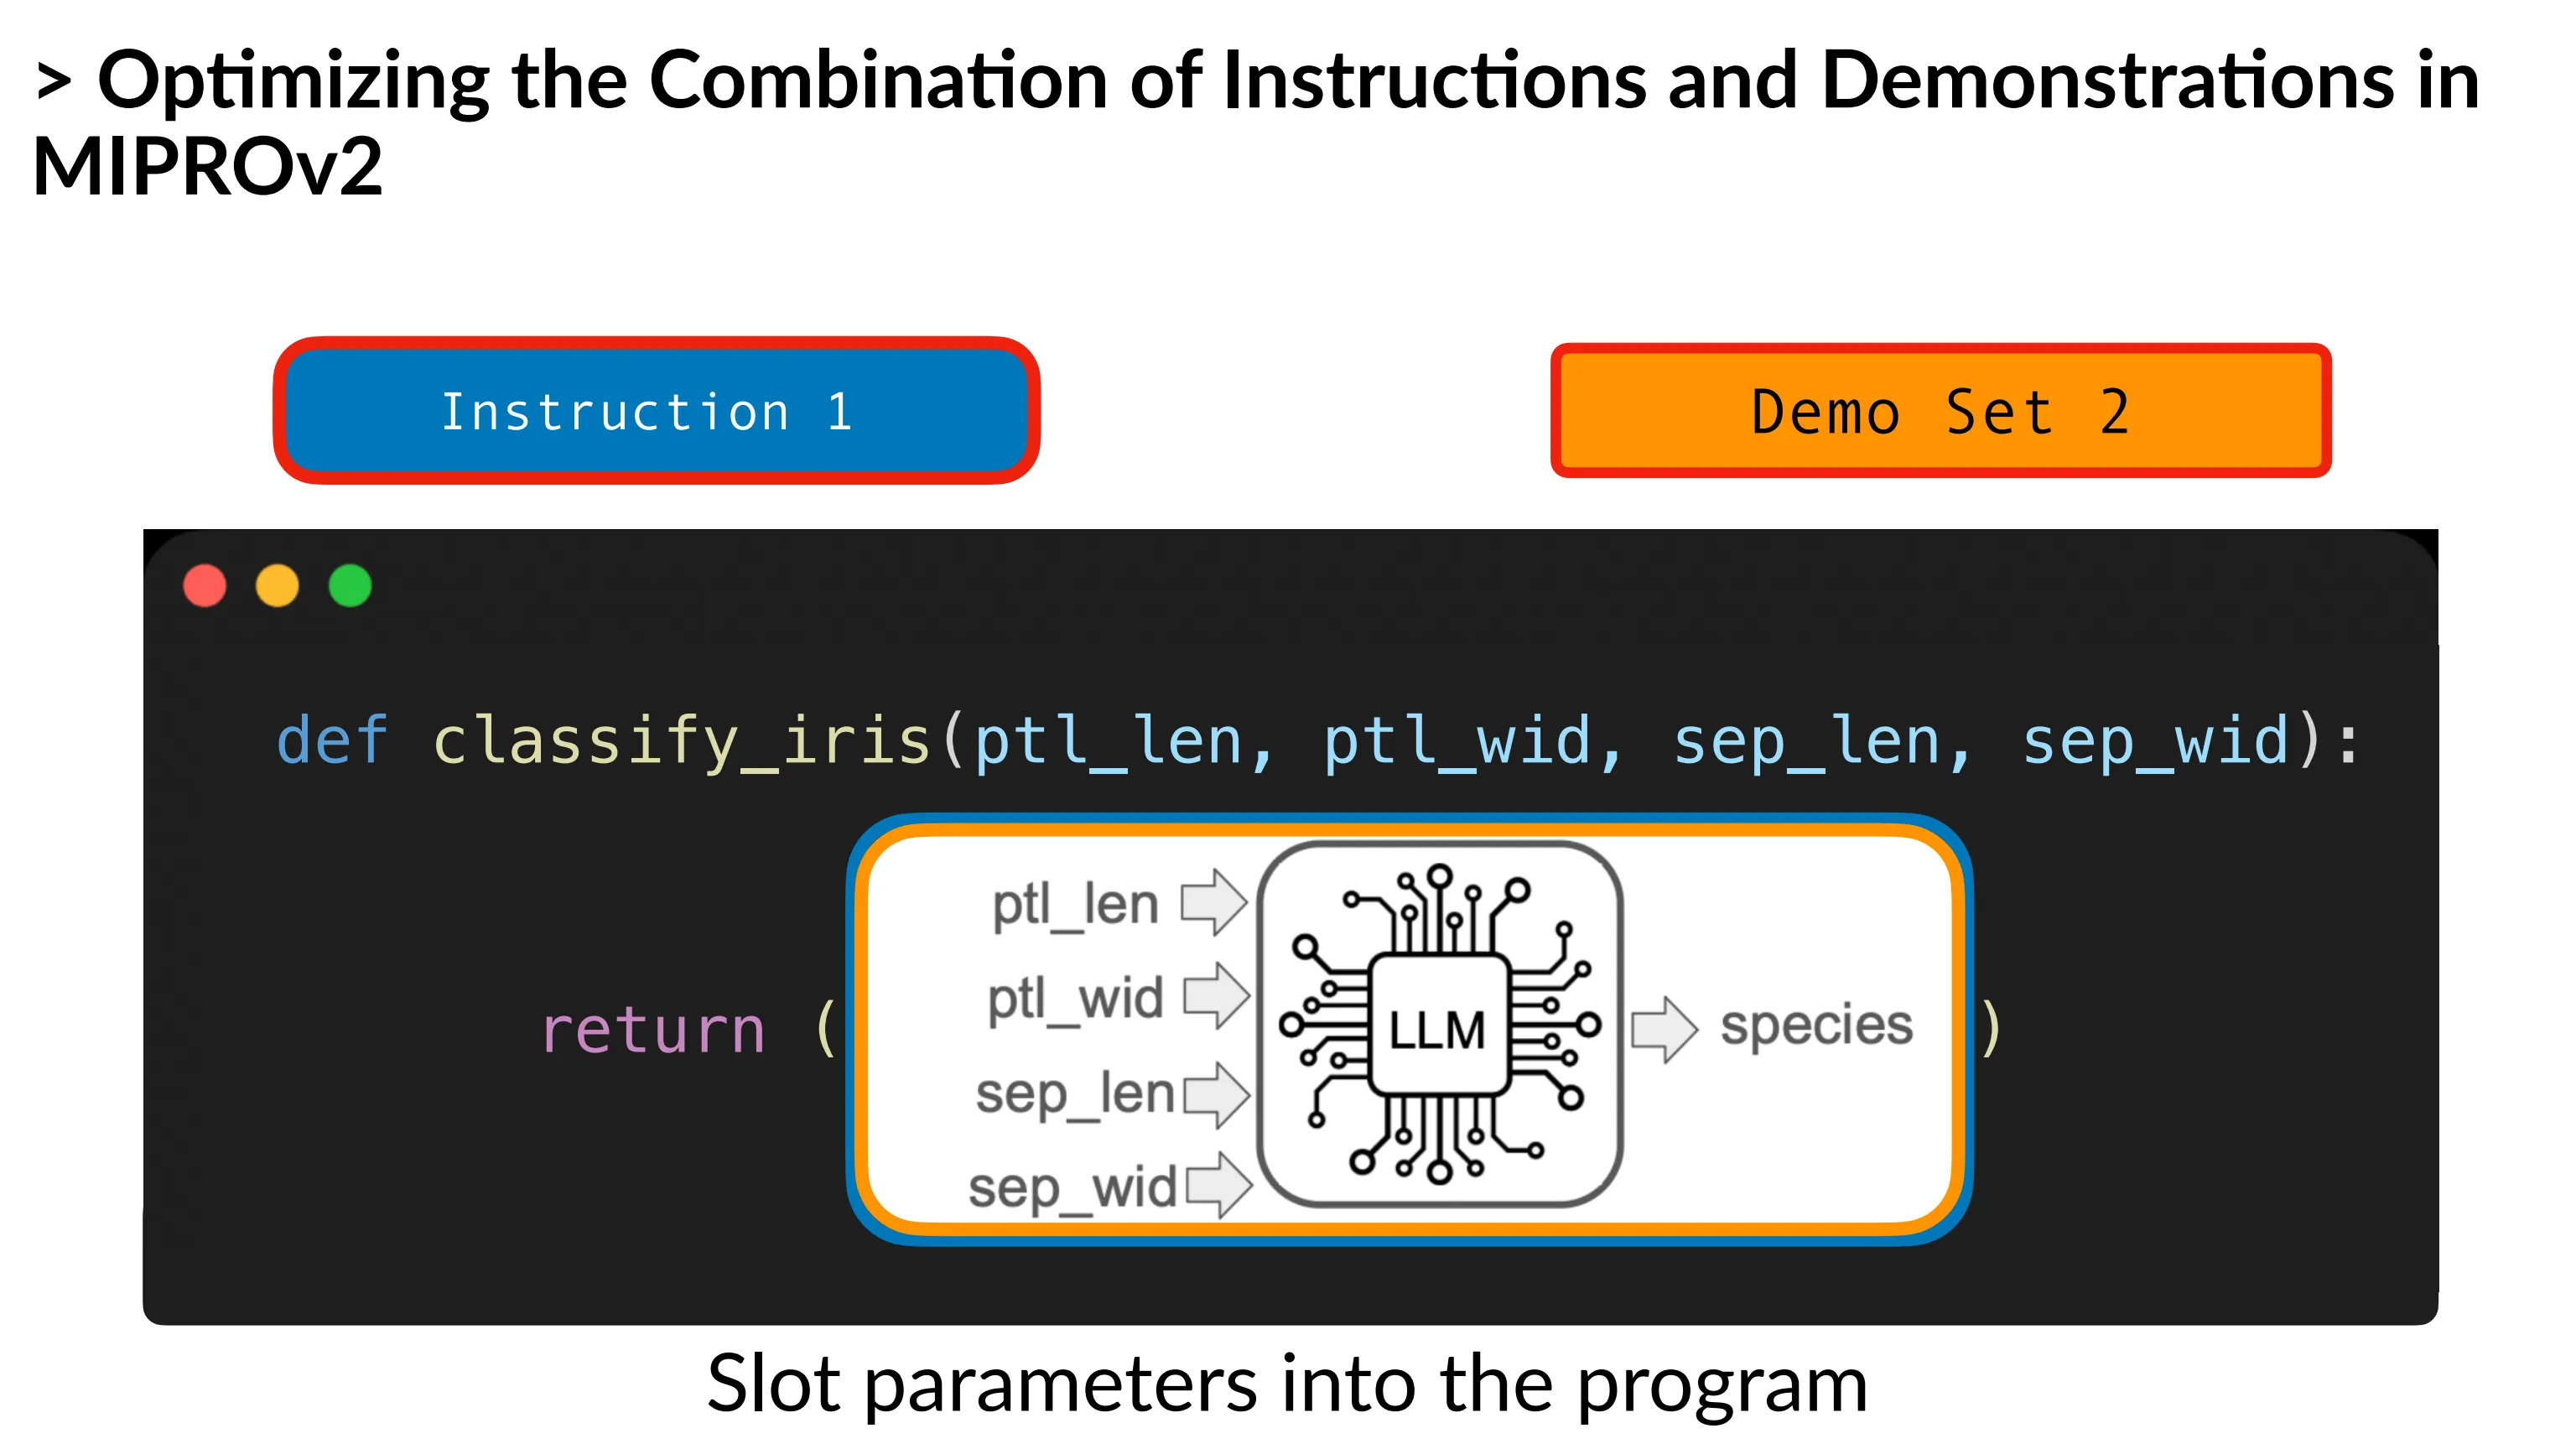 > Optimizing the Combination of Instructions and Demonstrations in
MIPROv2
Instruction 1
Demo Set 2
def classify_iris(ptl_len, ptl_wid, sep_len, sep_wid):
return (
ptl_len
ptl_wid
sep_len
sep_wid
LLM
species
)
Slot parameters into the program